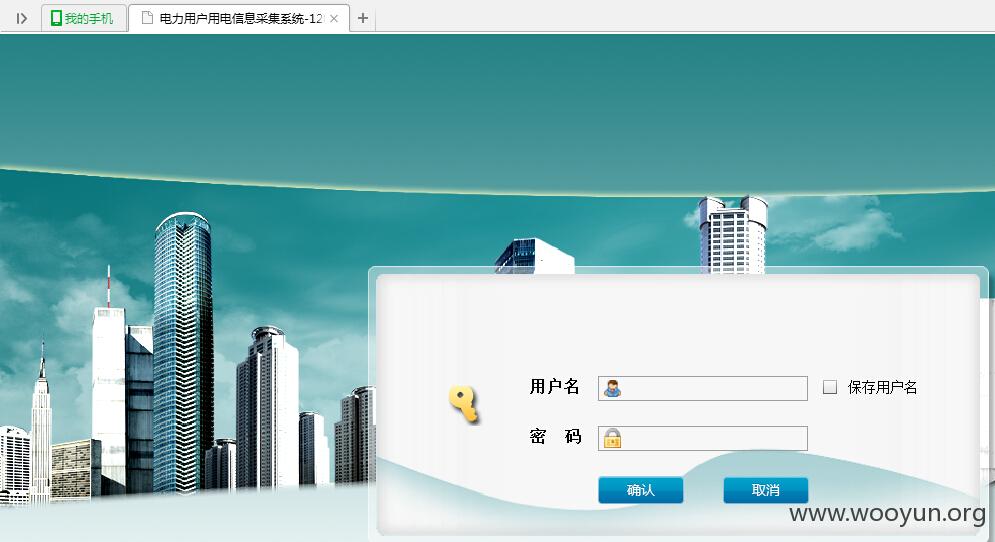 我的手机
电力用户用电信息采集系统-12
用户名
保存用户名
密 码
确认
取消
www.wooyun.org